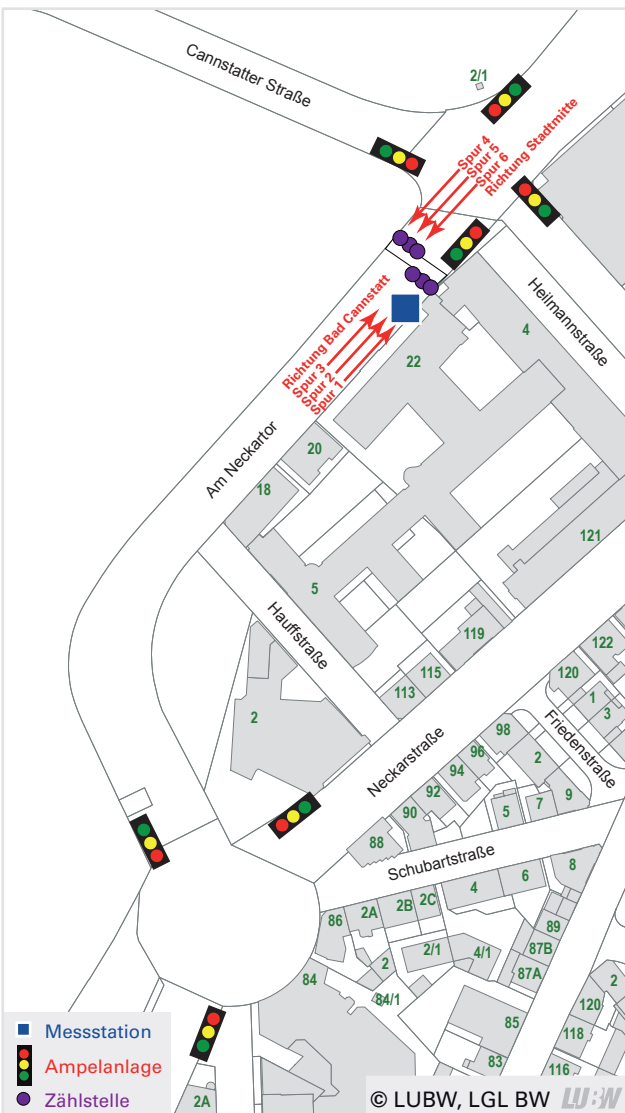 Cannstatter Straße
2/1
Spur 4
Spur 5
Spur 6
Richtung Stadtmitte
Heilmannstraße
4
Richtung Bad Cannstatt
Spur 3
Spur 2
Spur 1
22
Am Neckartor
20
18
121
5
Hauffstraße
119
115
113
122
120
1
3
Friedenstraße
2
98
96
94
92
90
88
Neckarstraße
2
5
7
9
Schubartstraße
8
6
4
2C
2B
2A
86
89
87B
87A
2/1
4/1
2
84
84/1
85
83
2
120
118
116
2A
Messstation
Ampelanlage
Zählstelle
© LUBW, LGL BW LUBW